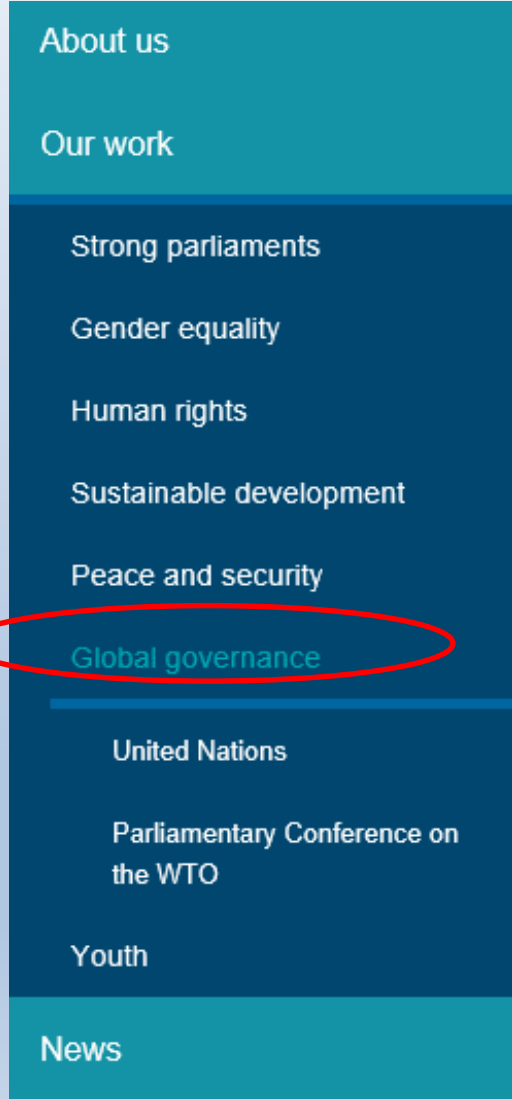 About us
Our work
Strong parliaments
Gender equality
Human rights
Sustainable development
Peace and security
Global governance
United Nations
Parliamentary Conference on
the WTO
Youth
News